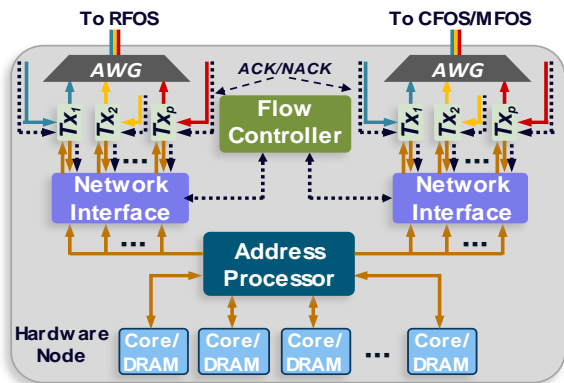 To RFOS
To CFOS/MFOS
AWG
ACK/NACK
AWG
TX1
TX2
TXp
Flow
Controller
TX1
TX2
TXp
...
...
Network
Interface
Network
Interface
...
...
Address
Processor
Hardware
Node
Core/
DRAM
Core/
DRAM
Core/
DRAM
...
Core/
DRAM